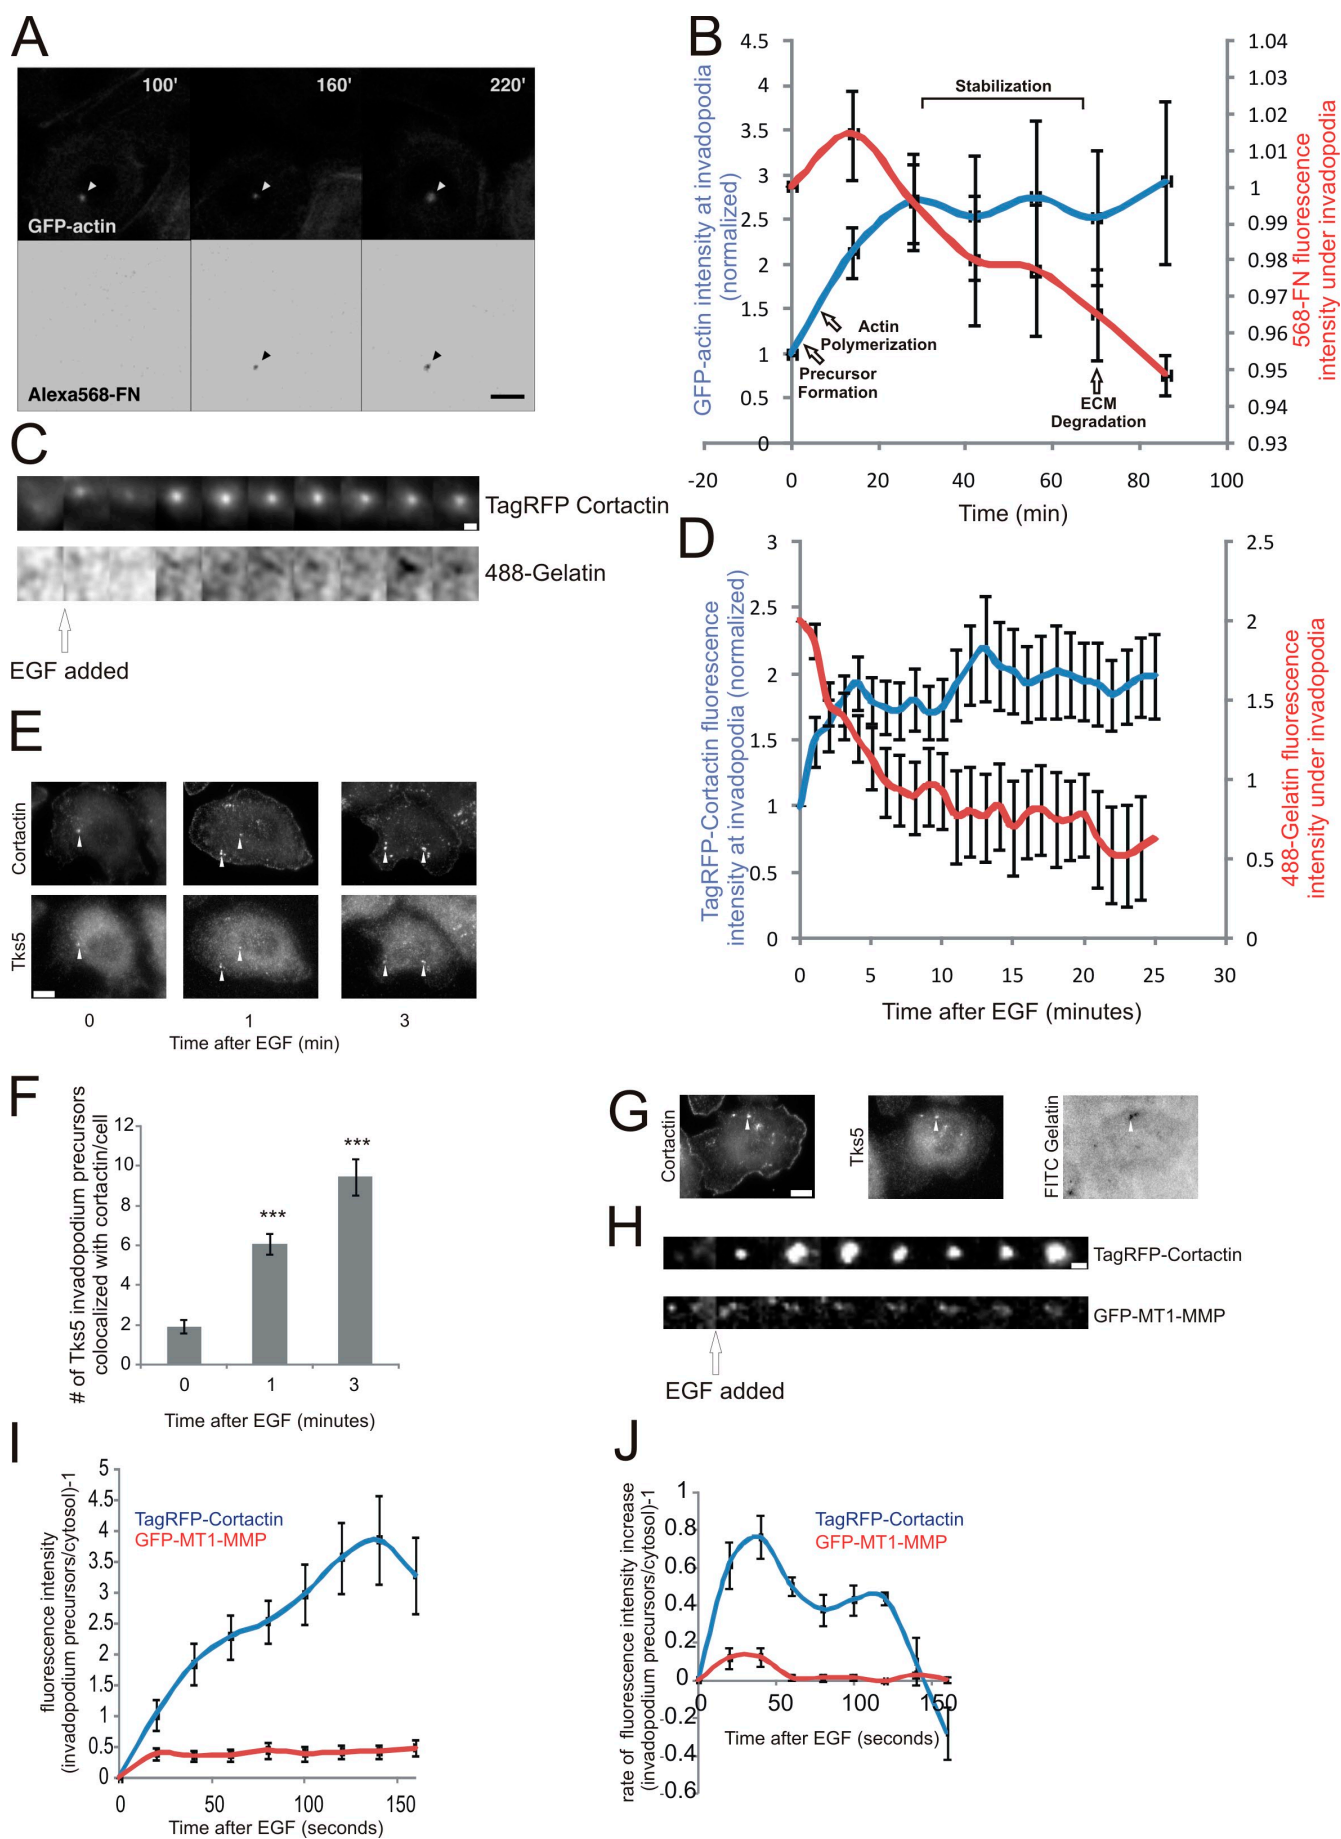 A
100' 160' 220'
GFP-actin
Alexa568-FN
B
GFP-actin intensity at invadopodia
(normalized)
4.5
4
3.5
3
2.5
2
1.5
1
0.5
0
Stabilization
Actin
Polymerization
Precursor
Formation
ECM
Degradation
1.04
1.03
1.02
1.01
1
0.99
0.98
0.97
0.96
0.95
0.94
0.93
568-FN fluorescence
intensity under invadopodia
-20 0 20 40 60 80 100
Time (min)
C
TagRFP Cortactin
488-Gelatin
EGF added
D
TagRFP-Cortactin fluorescence
intensity at invadopodia (normalized)
3
2.5
2
1.5
1
0.5
0
2.5
2
1.5
1
0.5
0
488-Gelatin fluorescence
intensity under invadopodia
0 5 10 15 20 25 30
Time after EGF (minutes)
E
Cortactin
Tks5
0 1 3
Time after EGF (min)
F
# of Tks5 invadopodium precursors
colocalized with cortactin/cell
12
10
8
6
4
2
0
***
***
0 1 3
Time after EGF (minutes)
G
Cortactin
Tks5
FITC Gelatin
H
TagRFP-Cortactin
GFP-MT1-MMP
EGF added
I
fluorescence intensity
(invadopodium precursors/cytosol)-1
5
4.5
4
3.5
3
2.5
2
1.5
1
0.5
0
TagRFP-Cortactin
GFP-MT1-MMP
0 50 100 150
Time after EGF (seconds)
J
rate of fluorescence intensity increase
(invadopodium precursors/cytosol)-1
1
0.8
0.6
0.4
0.2
0
-0.2
-0.4
-0.6
TagRFP-Cortactin
GFP-MT1-MMP
0 50 100 150
Time after EGF (seconds)